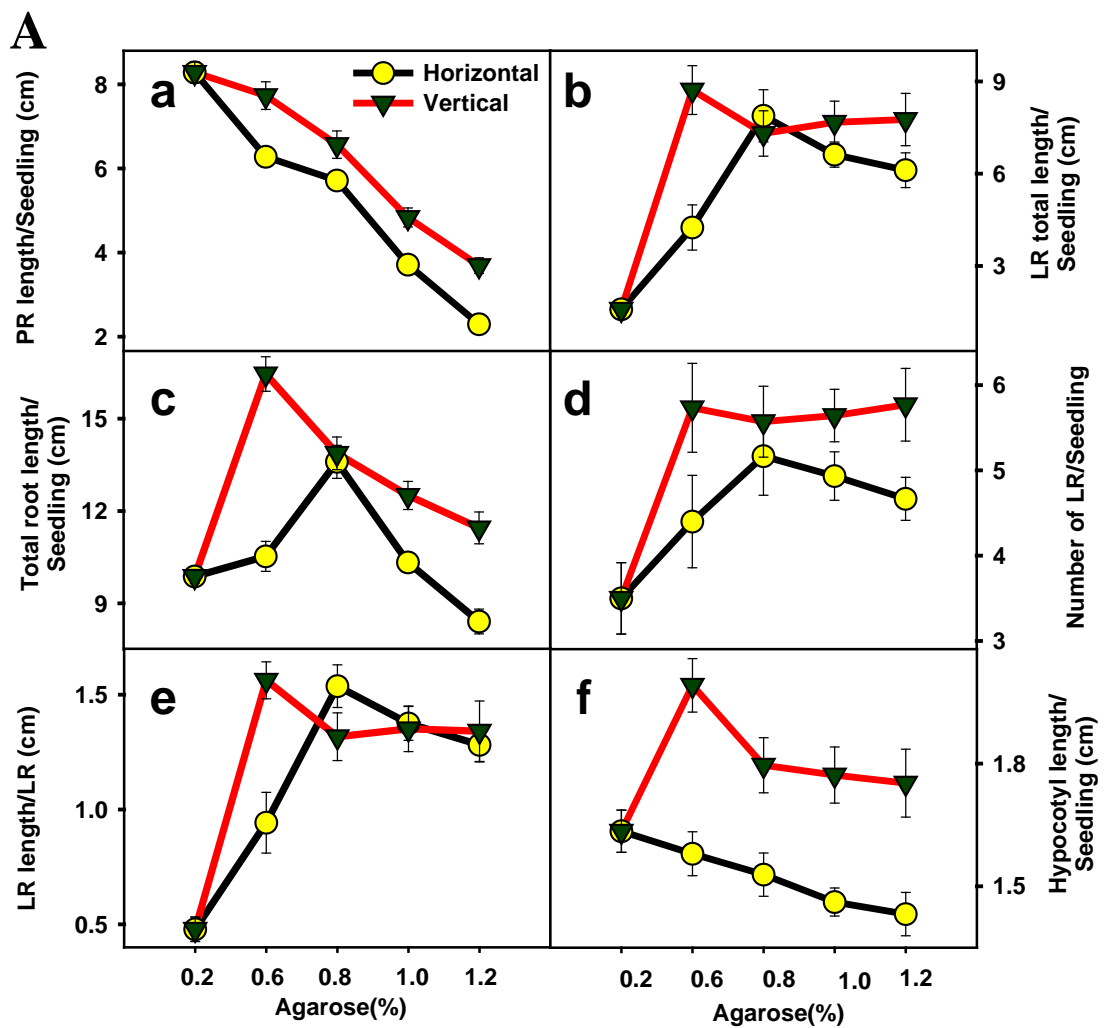 A
a
Horizontal
Vertical
8
6
4
2
PR length/Seedling (cm)
b
9
6
3
LR total length/
Seedling (cm)
c
15
12
9
Total root length/
Seedling (cm)
d
6
5
4
3
Number of LR/Seedling
e
1.5
1.0
0.5
LR length/LR (cm)
f
1.8
1.5
Hypocotyl length/
Seedling (cm)
0.2 0.6 0.8 1.0 1.2
Agarose(%)
0.2 0.6 0.8 1.0 1.2
Agarose(%)